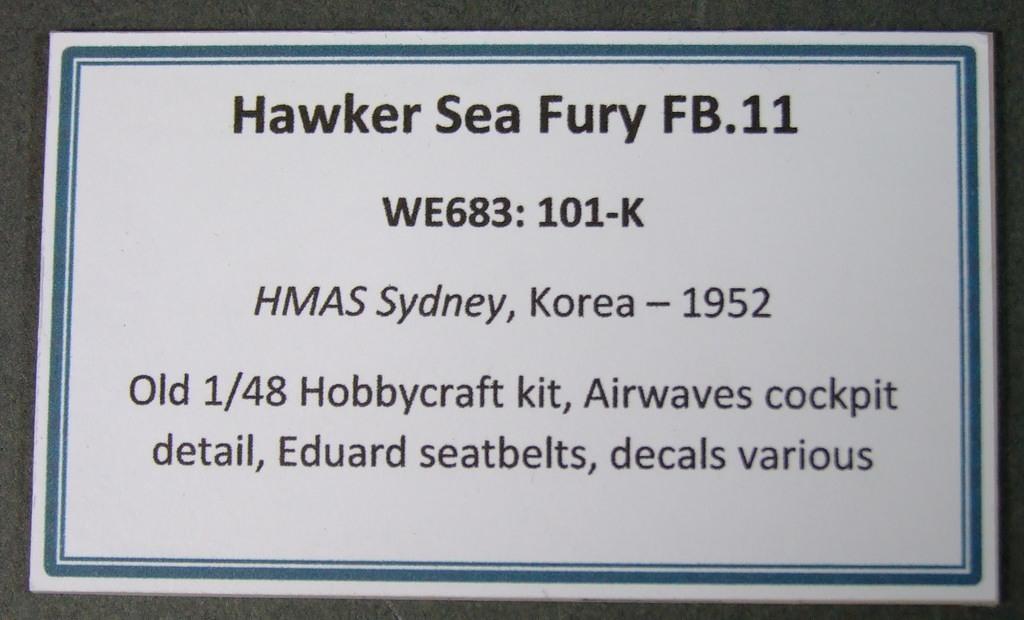 Hawker Sea Fury FB.11
WE683: 101-K
HMAS Sydney, Korea – 1952
Old 1/48 Hobbycraft kit, Airwaves cockpit
detail, Eduard seatbelts, decals various